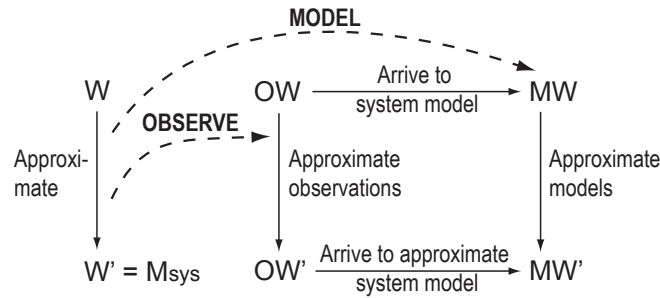 MODEL
W
OW
Arrive to
system model
MW
OBSERVE
Approxi-
mate
Approximate
observations
Approximate
models
W' = Msys
OW'
Arrive to approximate
system model
MW'